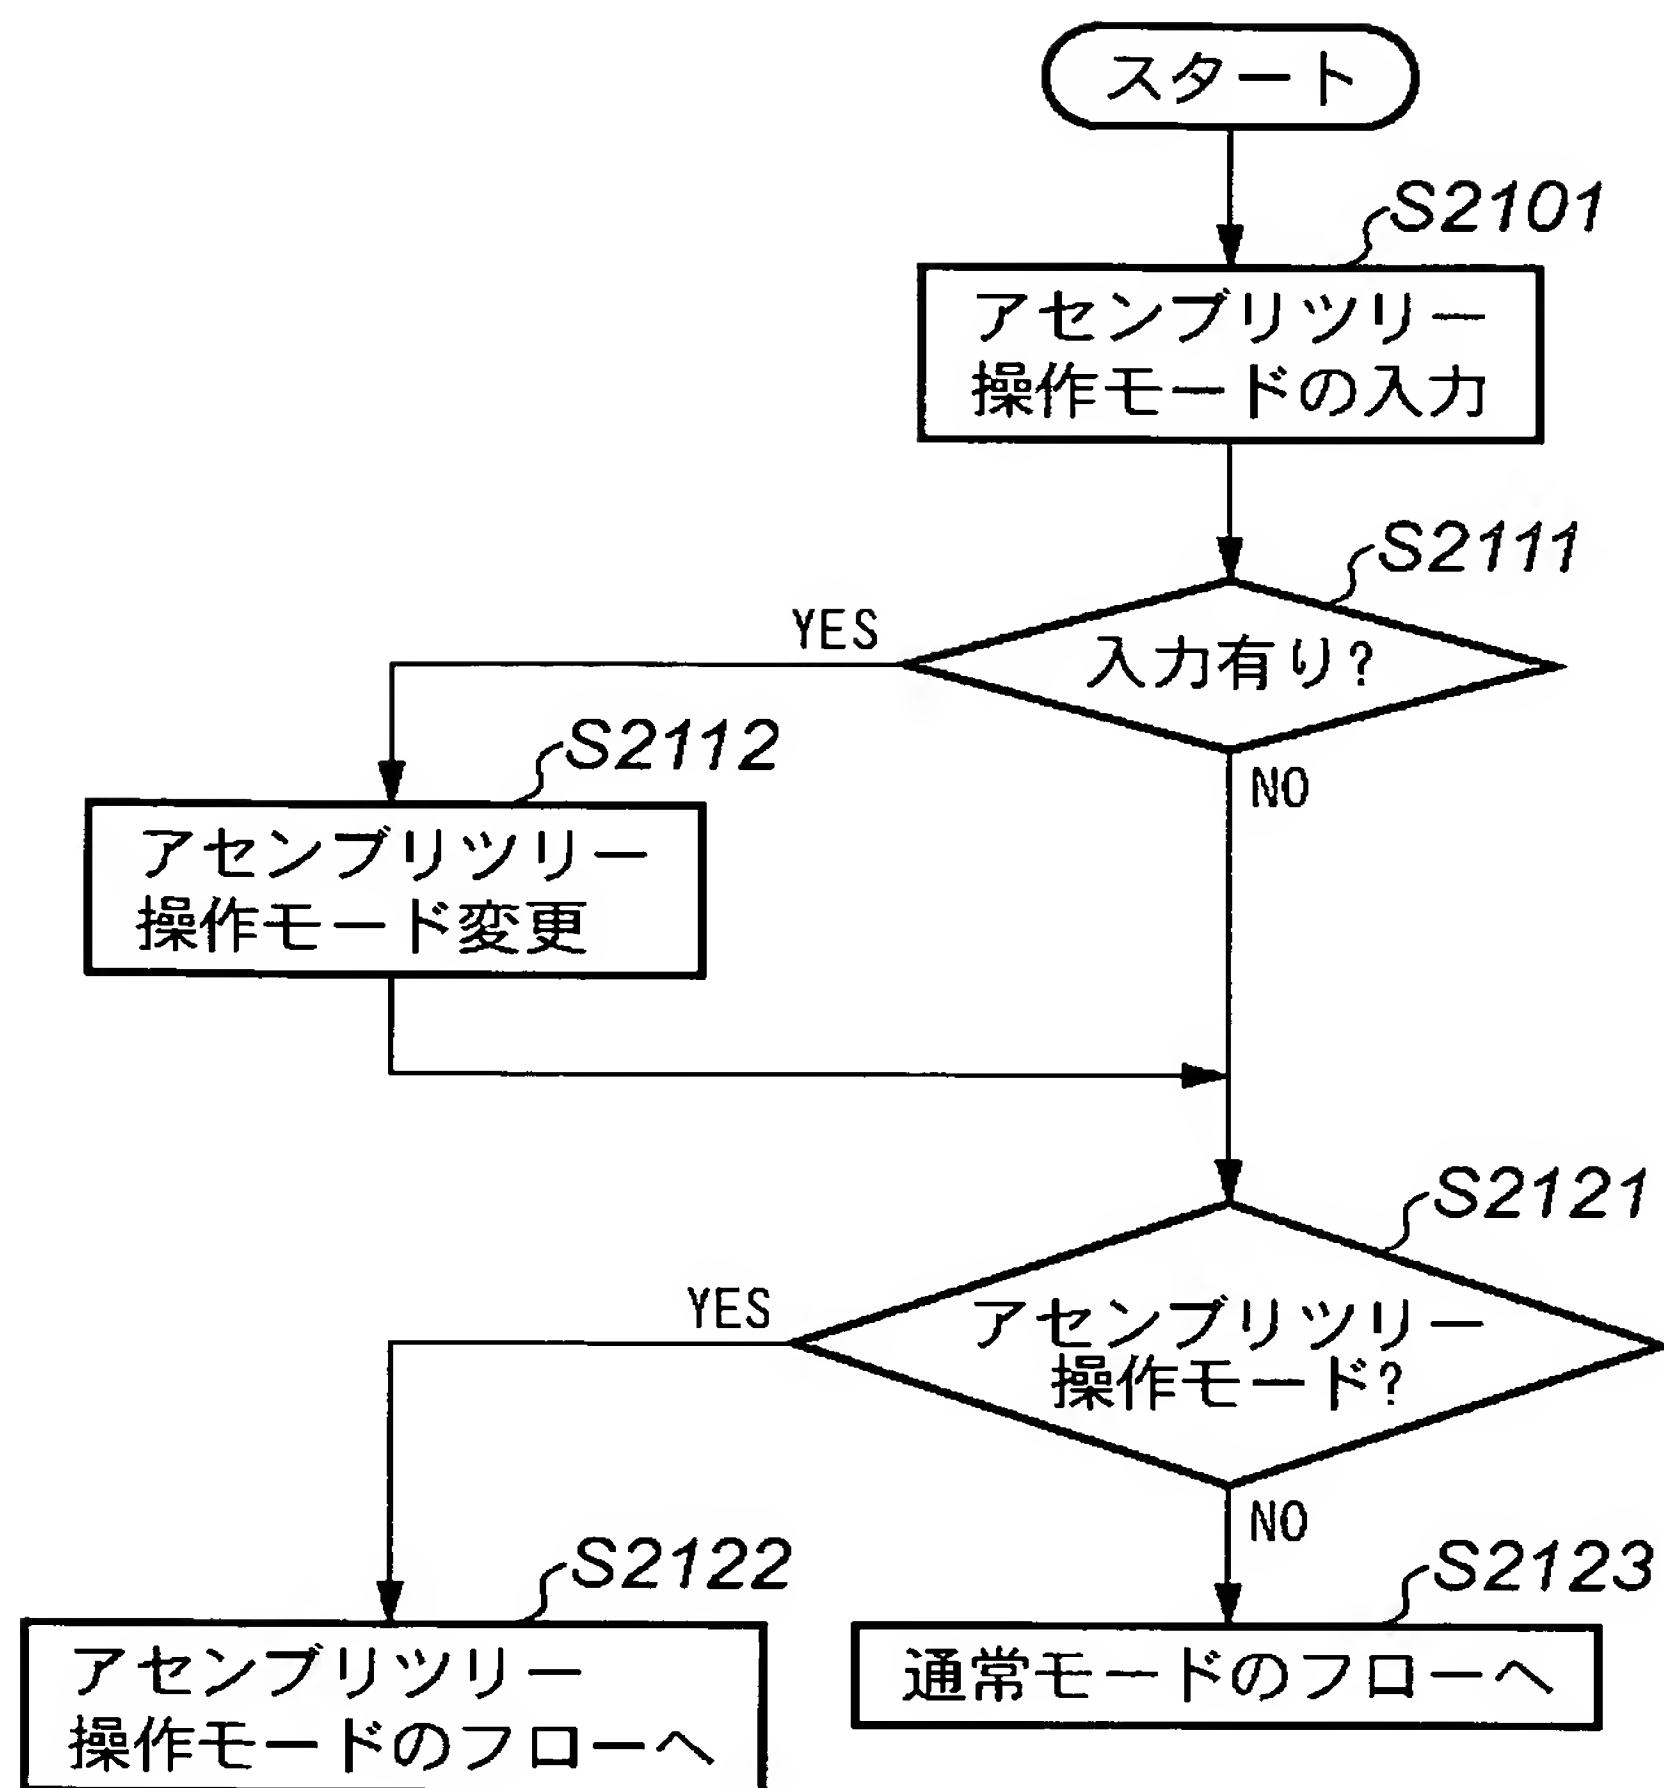 スタート
S2101
アセンブリツリー
操作モードの入力
S2111
入力有り?
YES
NO
S2112
アセンブリツリー
操作モード変更
S2121
アセンブリツリー
操作モード?
YES
NO
S2122
アセンブリツリー
操作モードのフローへ
S2123
通常モードのフローへ